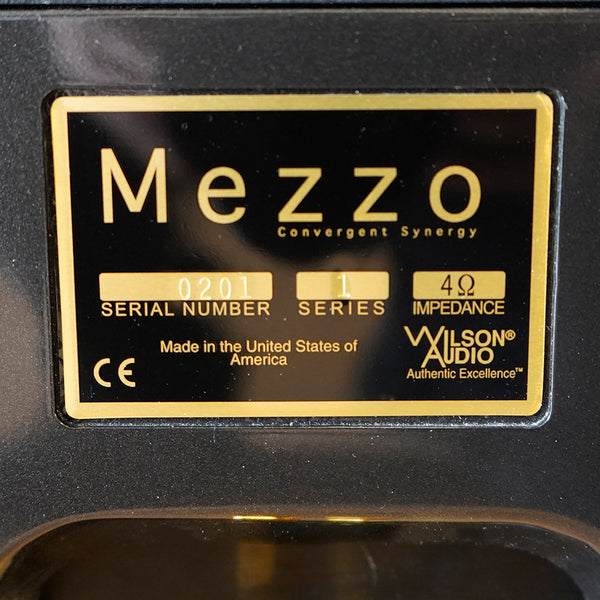 Mezzo
Convergent Synergy
0201 1 4Ω
SERIAL NUMBER SERIES IMPEDANCE
Made in the United States of
America
CE
WILSON®
AUDIO
Authentic Excellence™